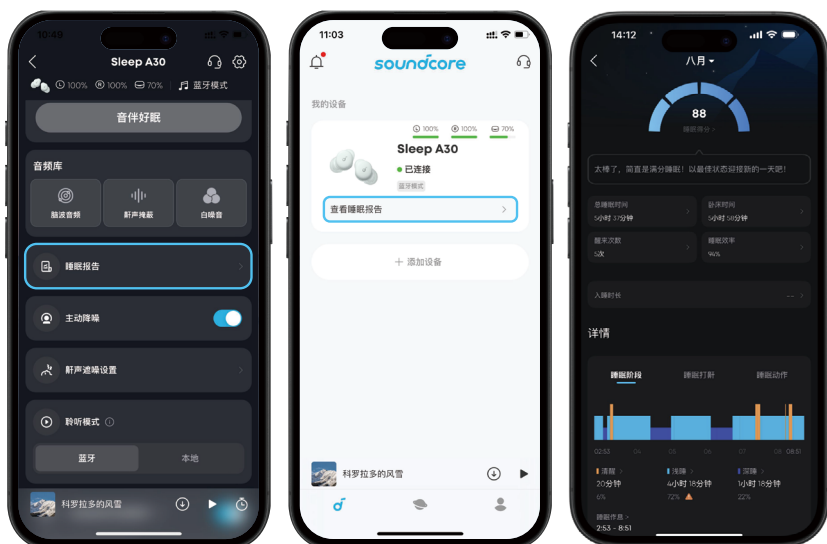 10:49
Sleep A30
100%
100%
70%
蓝牙模式
音伴好眠
音频库
脑波音频
鼾声掩蔽
白噪音
睡眠报告
主动降噪
鼾声遮噪设置
聆听模式
蓝牙
本地
科罗拉多的风雪
11:03
soundcore
我的设备
100%
100%
70%
Sleep A30
已连接
蓝牙模式
查看睡眠报告
添加设备
科罗拉多的风雪
14:12
八月
88
睡眠得分
太棒了,简直是满分睡眠!以最佳状态迎接新的一天吧!
总睡眠时间
5小时 37分钟
卧床时间
5小时 58分钟
醒来次数
5次
睡眠效率
94%
入睡时长
--
详情
睡眠阶段
睡眠打鼾
睡眠动作
02:53 04 05 06 07 08 08:51
清醒
20分钟
6%
浅睡
4小时 18分钟
72%
深睡
1小时 18分钟
22%
睡眠作息
2:53 - 8:51